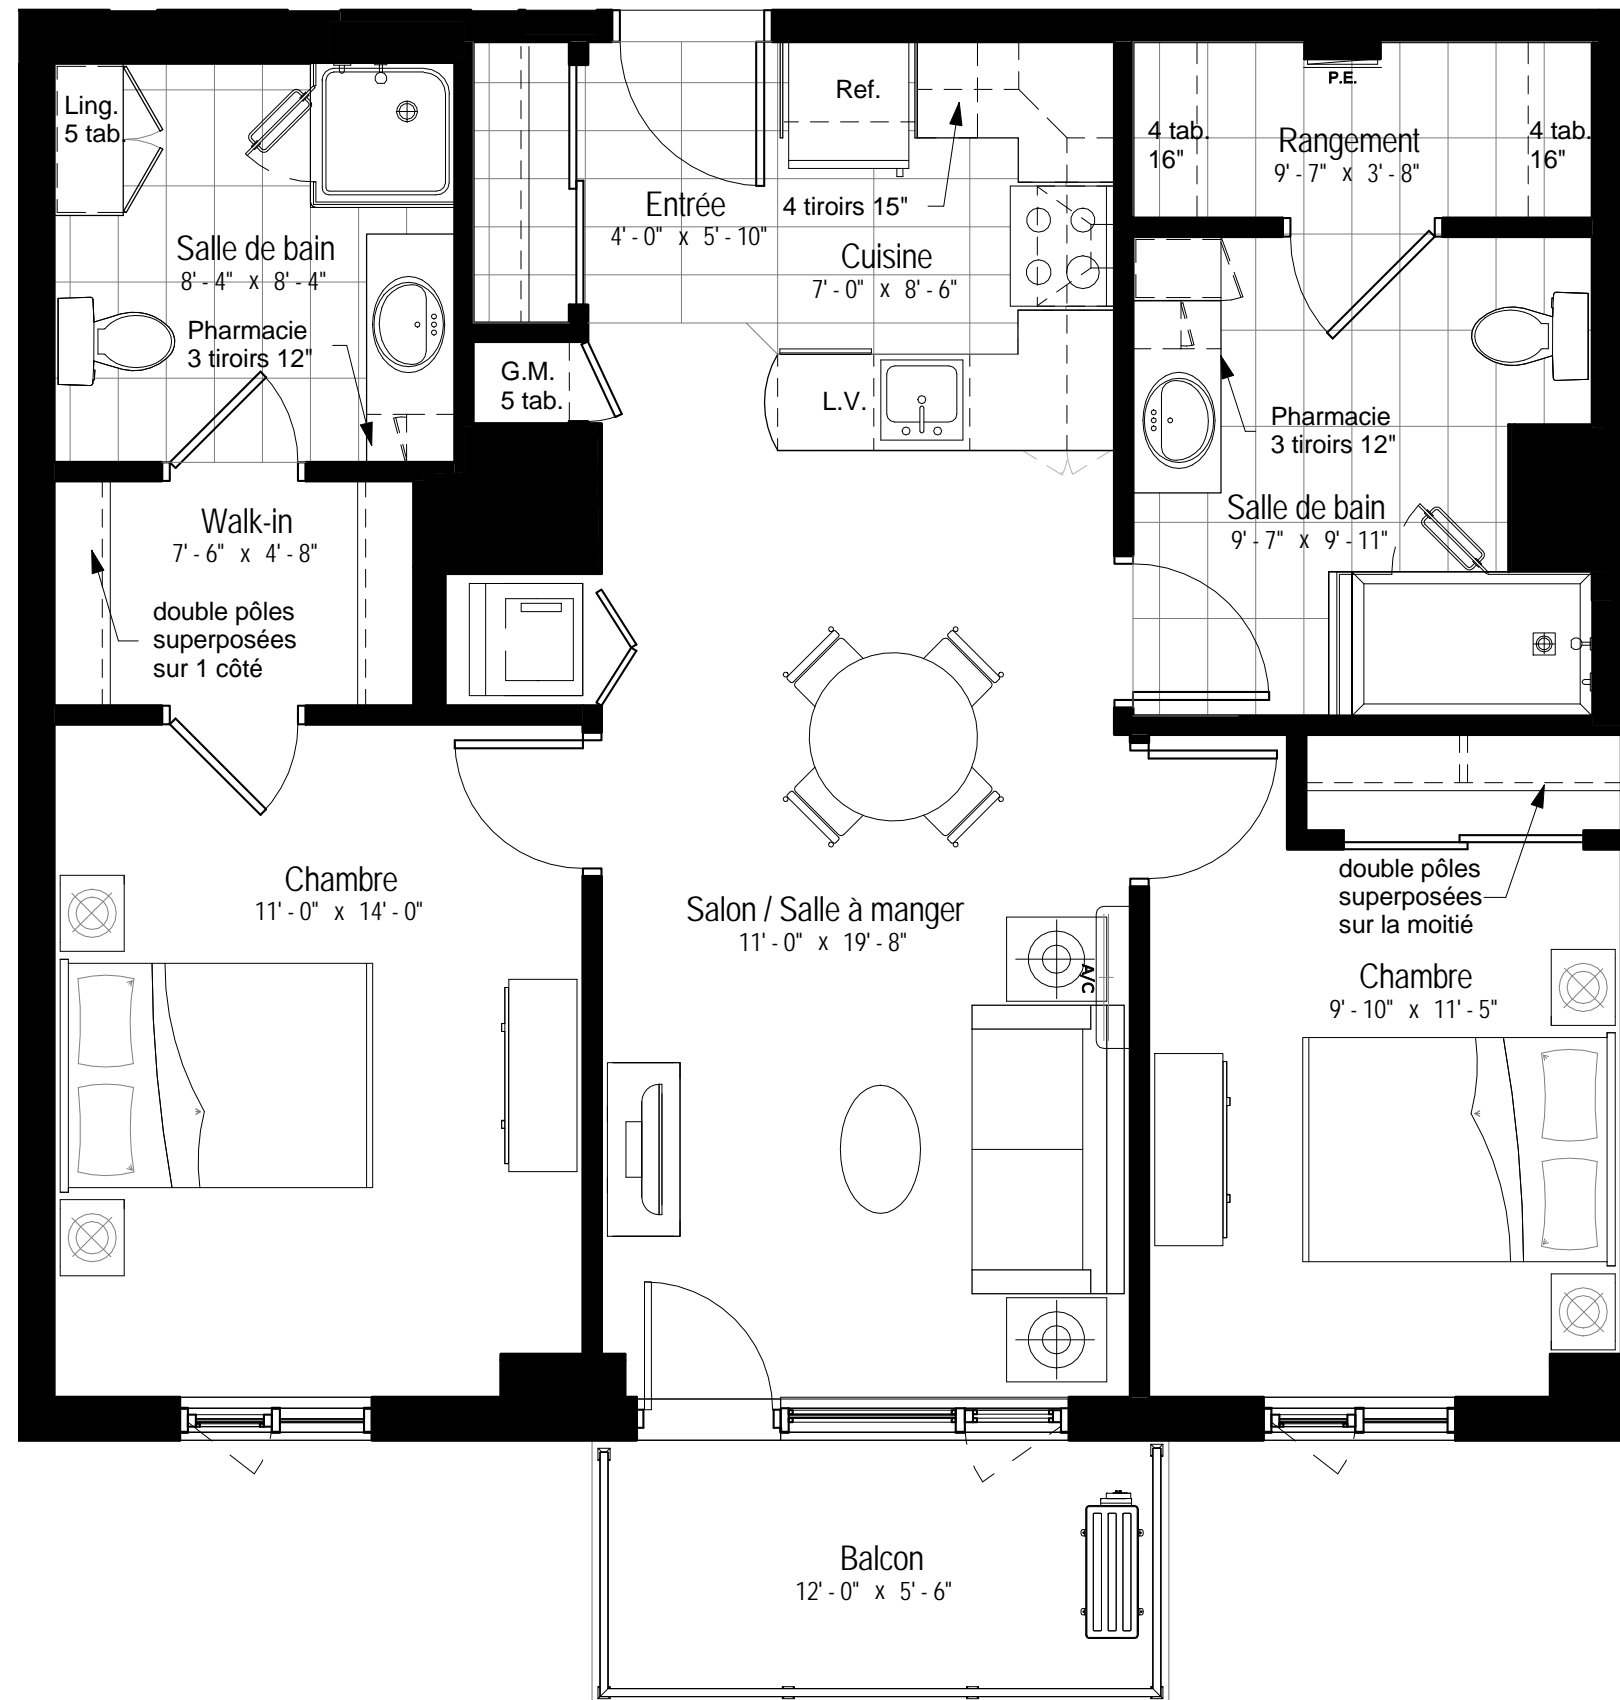 Ling.
5 tab.
Salle de bain
8' - 4" x 8' - 4"
Pharmacie
3 tiroirs 12"
Entrée
4' - 0" x 5' - 10"
Ref.
4 tiroirs 15"
Cuisine
7' - 0" x 8' - 6"
G.M.
5 tab.
L.V.
P.E.
4 tab.
16"
Rangement
9' - 7" x 3' - 8"
4 tab.
16"
Pharmacie
3 tiroirs 12"
Salle de bain
9' - 7" x 9' - 11"
Walk-in
7' - 6" x 4' - 8"
double pôles
superposées
sur 1 côté
Chambre
11' - 0" x 14' - 0"
Salon / Salle à manger
11' - 0" x 19' - 8"
A/C
double pôles
superposées
sur la moitié
Chambre
9' - 10" x 11' - 5"
Balcon
12' - 0" x 5' - 6"